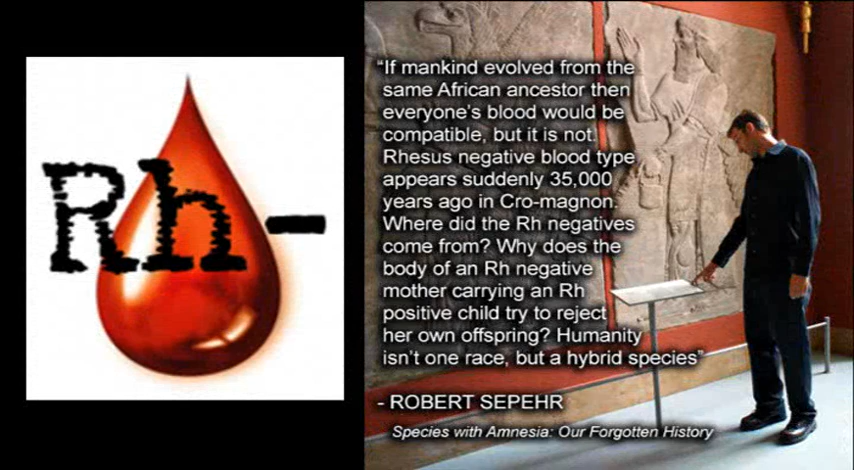 Rh-
“If mankind evolved from the
same African ancestor then
everyone’s blood would be
compatible, but it is not.
Rhesus negative blood type
appears suddenly 35,000
years ago in Cro-magnon.
Where did the Rh negatives
come from? Why does the
body of an Rh negative
mother carrying an Rh
positive child try to reject
her own offspring? Humanity
isn’t one race, but a hybrid species”
- ROBERT SEPEHR
Species with Amnesia: Our Forgotten History